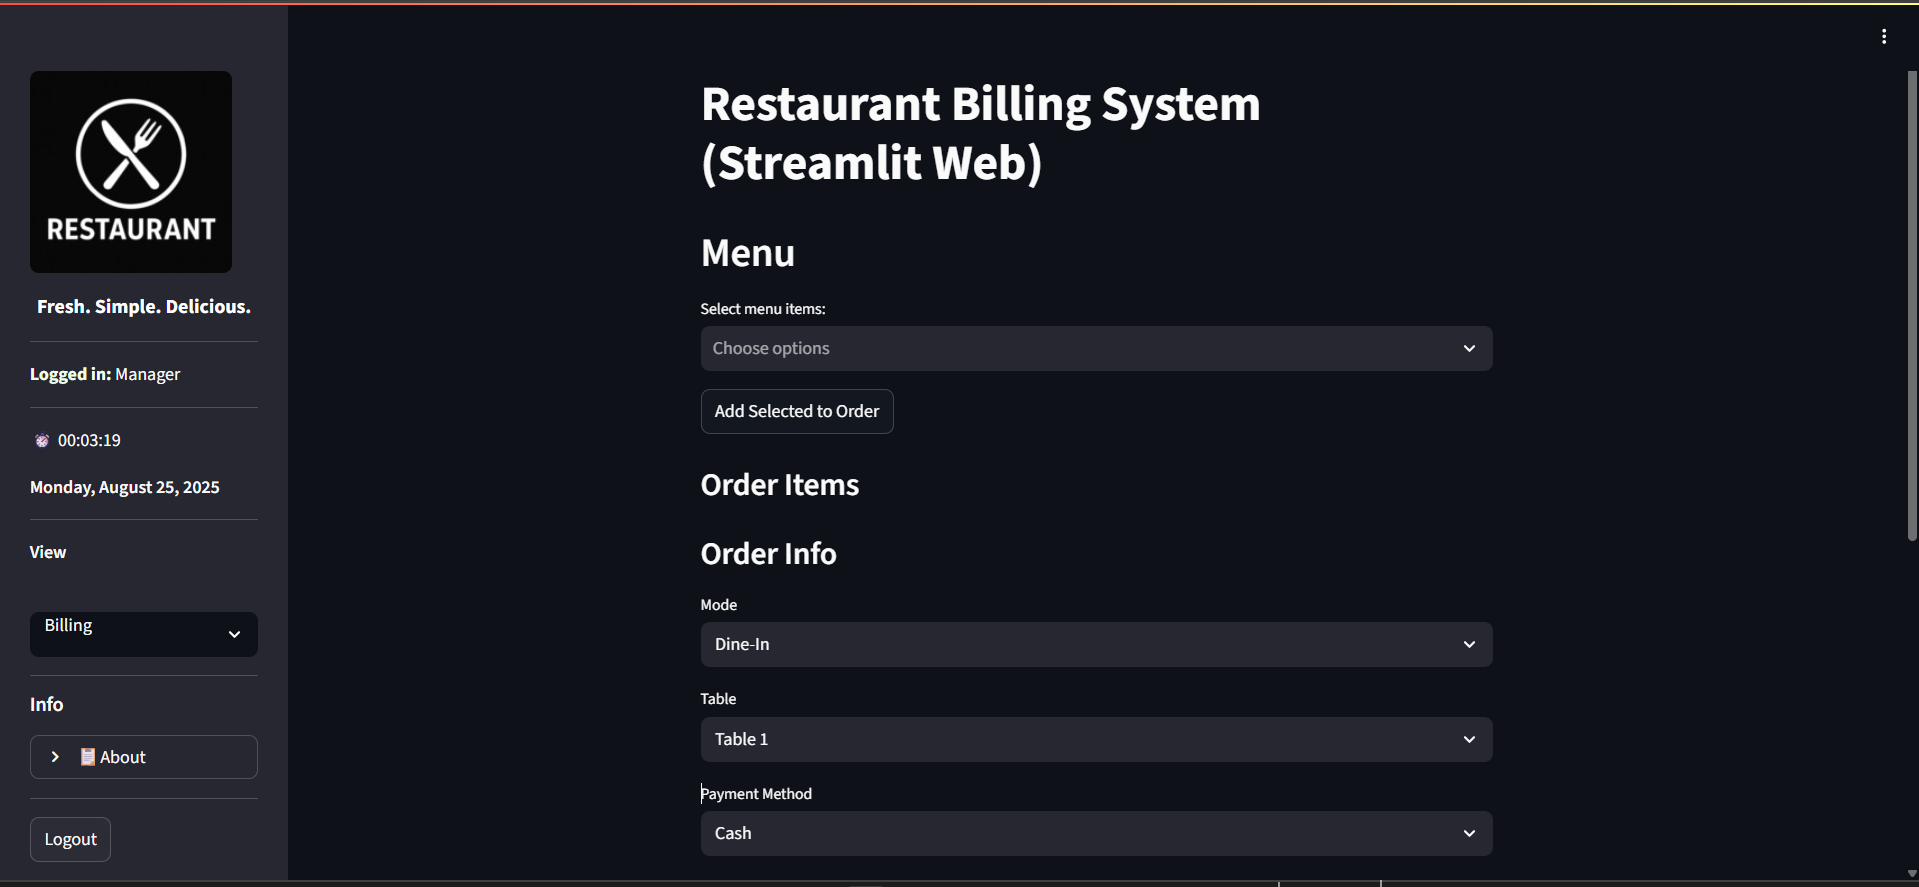 RESTAURANT
Fresh. Simple. Delicious.
Logged in: Manager
00:03:19
Monday, August 25, 2025
View
Billing
Info
About
Logout
Restaurant Billing System
(Streamlit Web)
Menu
Select menu items:
Choose options
Add Selected to Order
Order Items
Order Info
Mode
Dine-In
Table
Table 1
Payment Method
Cash